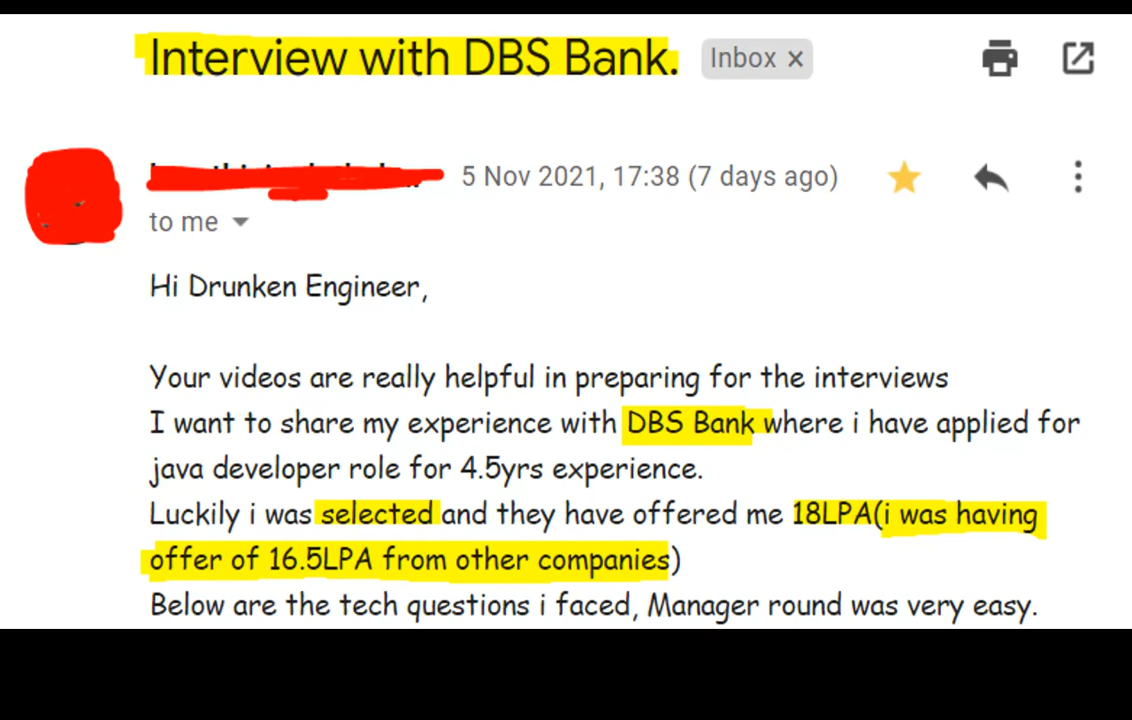 Interview with DBS Bank.
Inbox ×
5 Nov 2021, 17:38 (7 days ago)
to me
Hi Drunken Engineer,
Your videos are really helpful in preparing for the interviews
I want to share my experience with DBS Bank where i have applied for
java developer role for 4.5yrs experience.
Luckily i was selected and they have offered me 18LPA(i was having
offer of 16.5LPA from other companies)
Below are the tech questions i faced, Manager round was very easy.